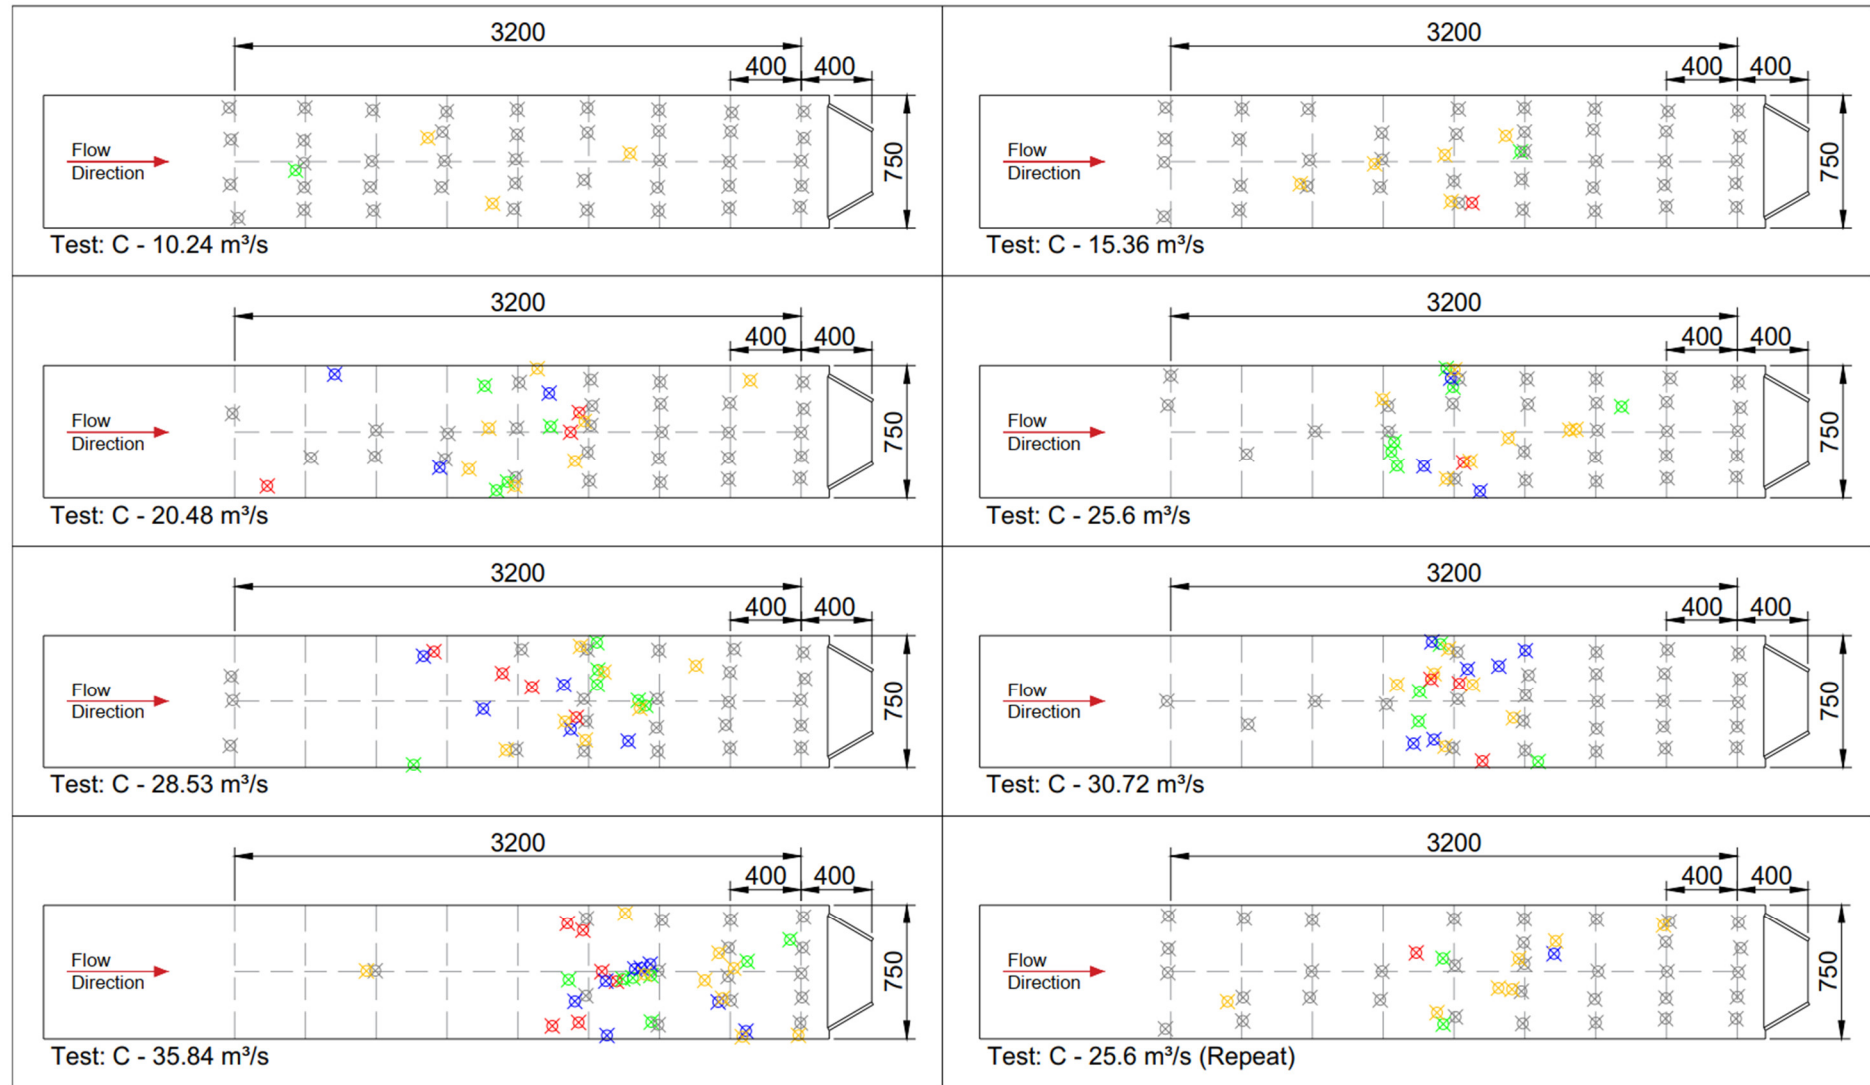 3200
400
400
Flow
Direction
750
Test: C - 10.24 m³/s
3200
400
400
Flow
Direction
750
Test: C - 15.36 m³/s
3200
400
400
Flow
Direction
750
Test: C - 20.48 m³/s
3200
400
400
Flow
Direction
750
Test: C - 25.6 m³/s
3200
400
400
Flow
Direction
750
Test: C - 28.53 m³/s
3200
400
400
Flow
Direction
750
Test: C - 30.72 m³/s
3200
400
400
Flow
Direction
750
Test: C - 35.84 m³/s
3200
400
400
Flow
Direction
750
Test: C - 25.6 m³/s (Repeat)